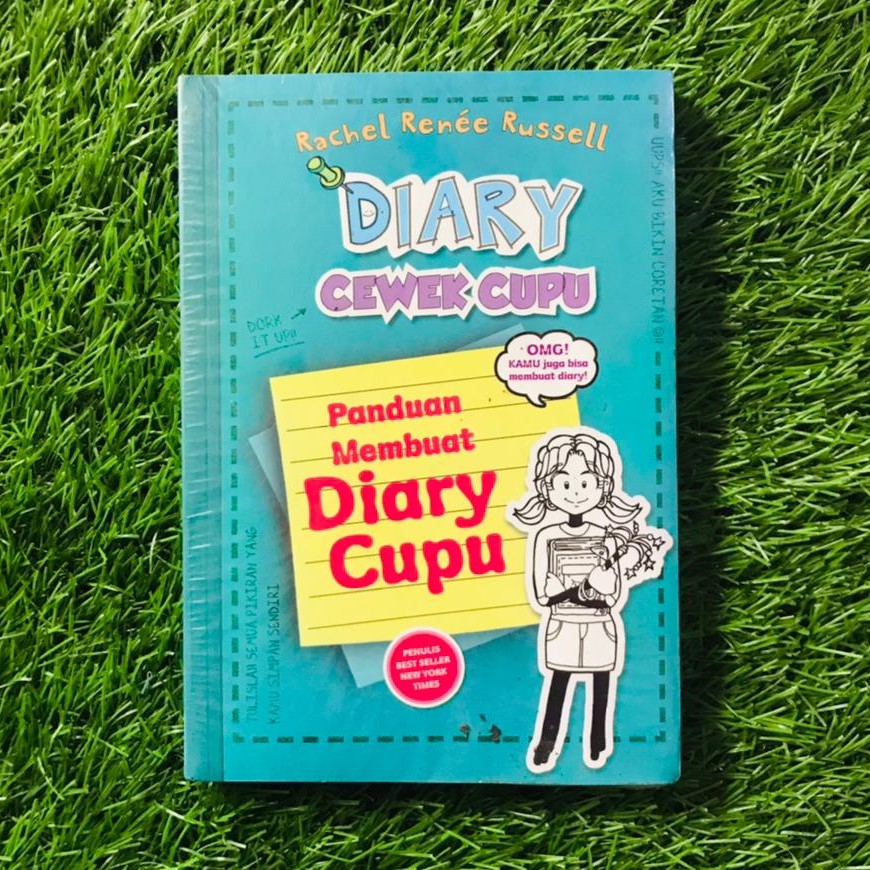 Rachel Renée Russell
DIARY
CEWEK CUPU
UUPS!! AKU BIKIN CORETAN @!!
DORK
IT UP!!
OMG!
KAMU juga bisa
membuat diary!
Panduan
Membuat
Diary
Cupu
TULISLAH SEMUA PIKIRAN YANG
KAMU SIMPAN SENDIRI
PENULIS
BEST SELLER
NEW YORK
TIMES